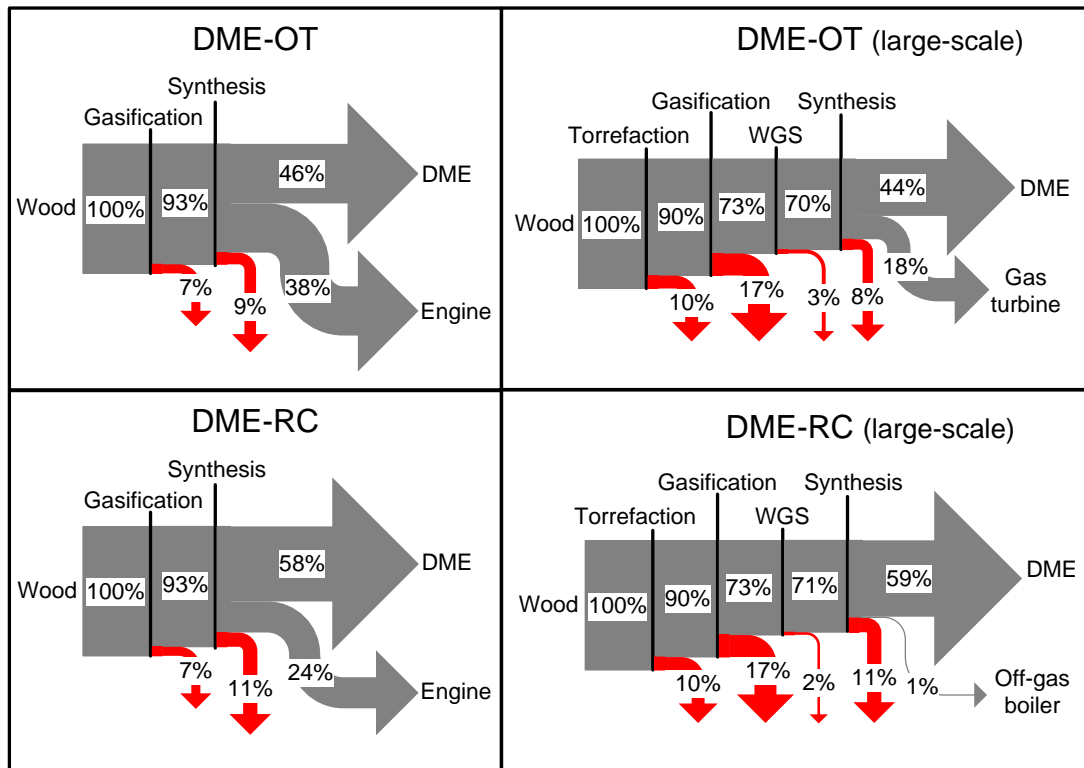 DME-OT
Synthesis
Gasification
Wood
100%
93%
46%
DME
7%
9%
38%
Engine
DME-OT (large-scale)
Gasification
Synthesis
Torrefaction
WGS
Wood
100%
90%
73%
70%
44%
DME
10%
17%
3%
8%
18%
Gas
turbine
DME-RC
Synthesis
Gasification
Wood
100%
93%
58%
DME
7%
11%
24%
Engine
DME-RC (large-scale)
Gasification
Synthesis
Torrefaction
WGS
Wood
100%
90%
73%
71%
59%
DME
10%
17%
2%
11%
1%
Off-gas
boiler